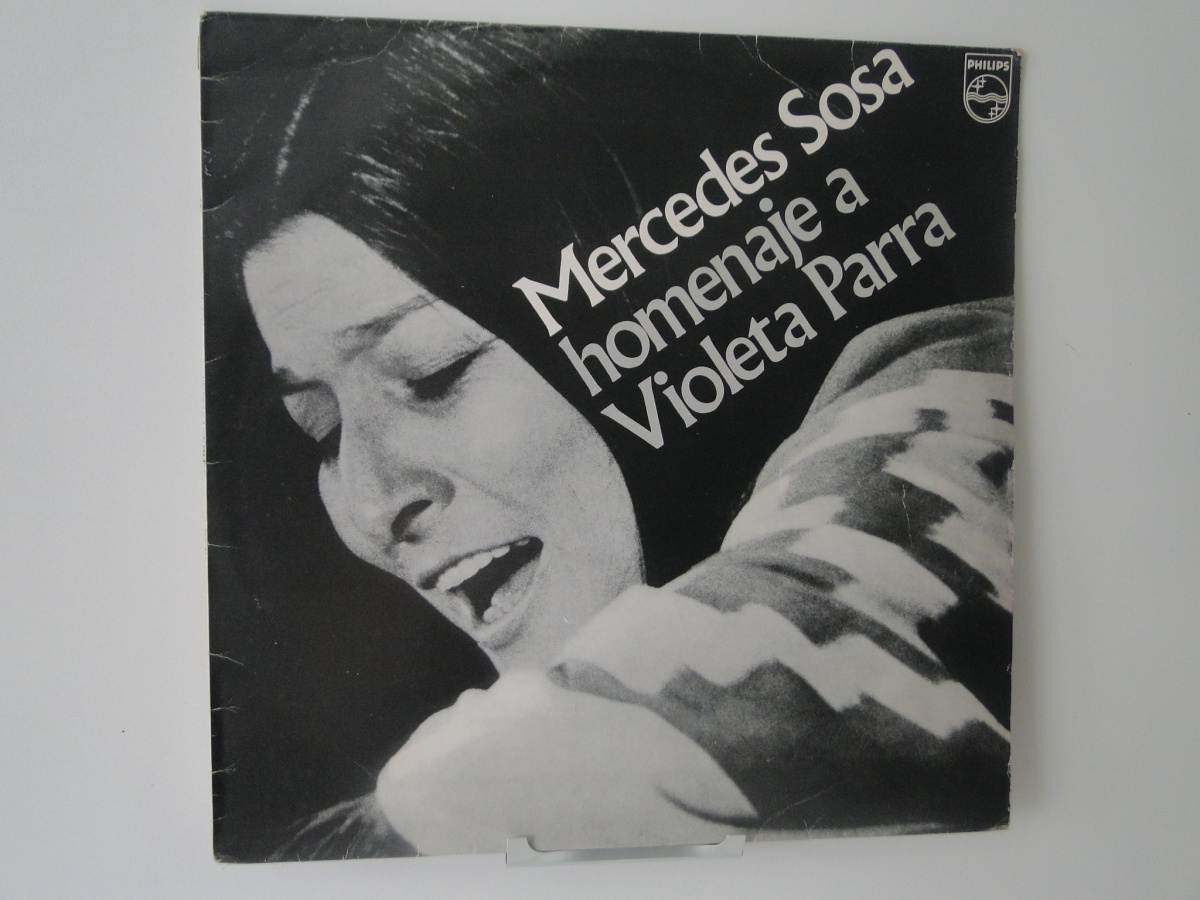 Mercedes Sosa
homenaje a
Violeta Parra
PHILIPS